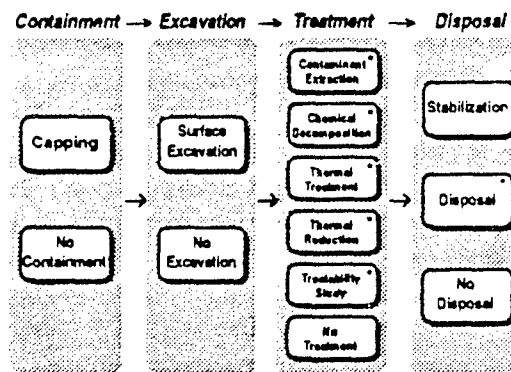 Containment → Excavation → Treatment → Disposal
Capping
No
Containment
Surface
Excavation
No
Excavation
Contaminant *
Extraction
Chemical *
Decomposition
Thermal *
Treatment
Thermal *
Reduction
Treatability *
Study
No
Treatment
Stabilization
Disposal *
No
Disposal